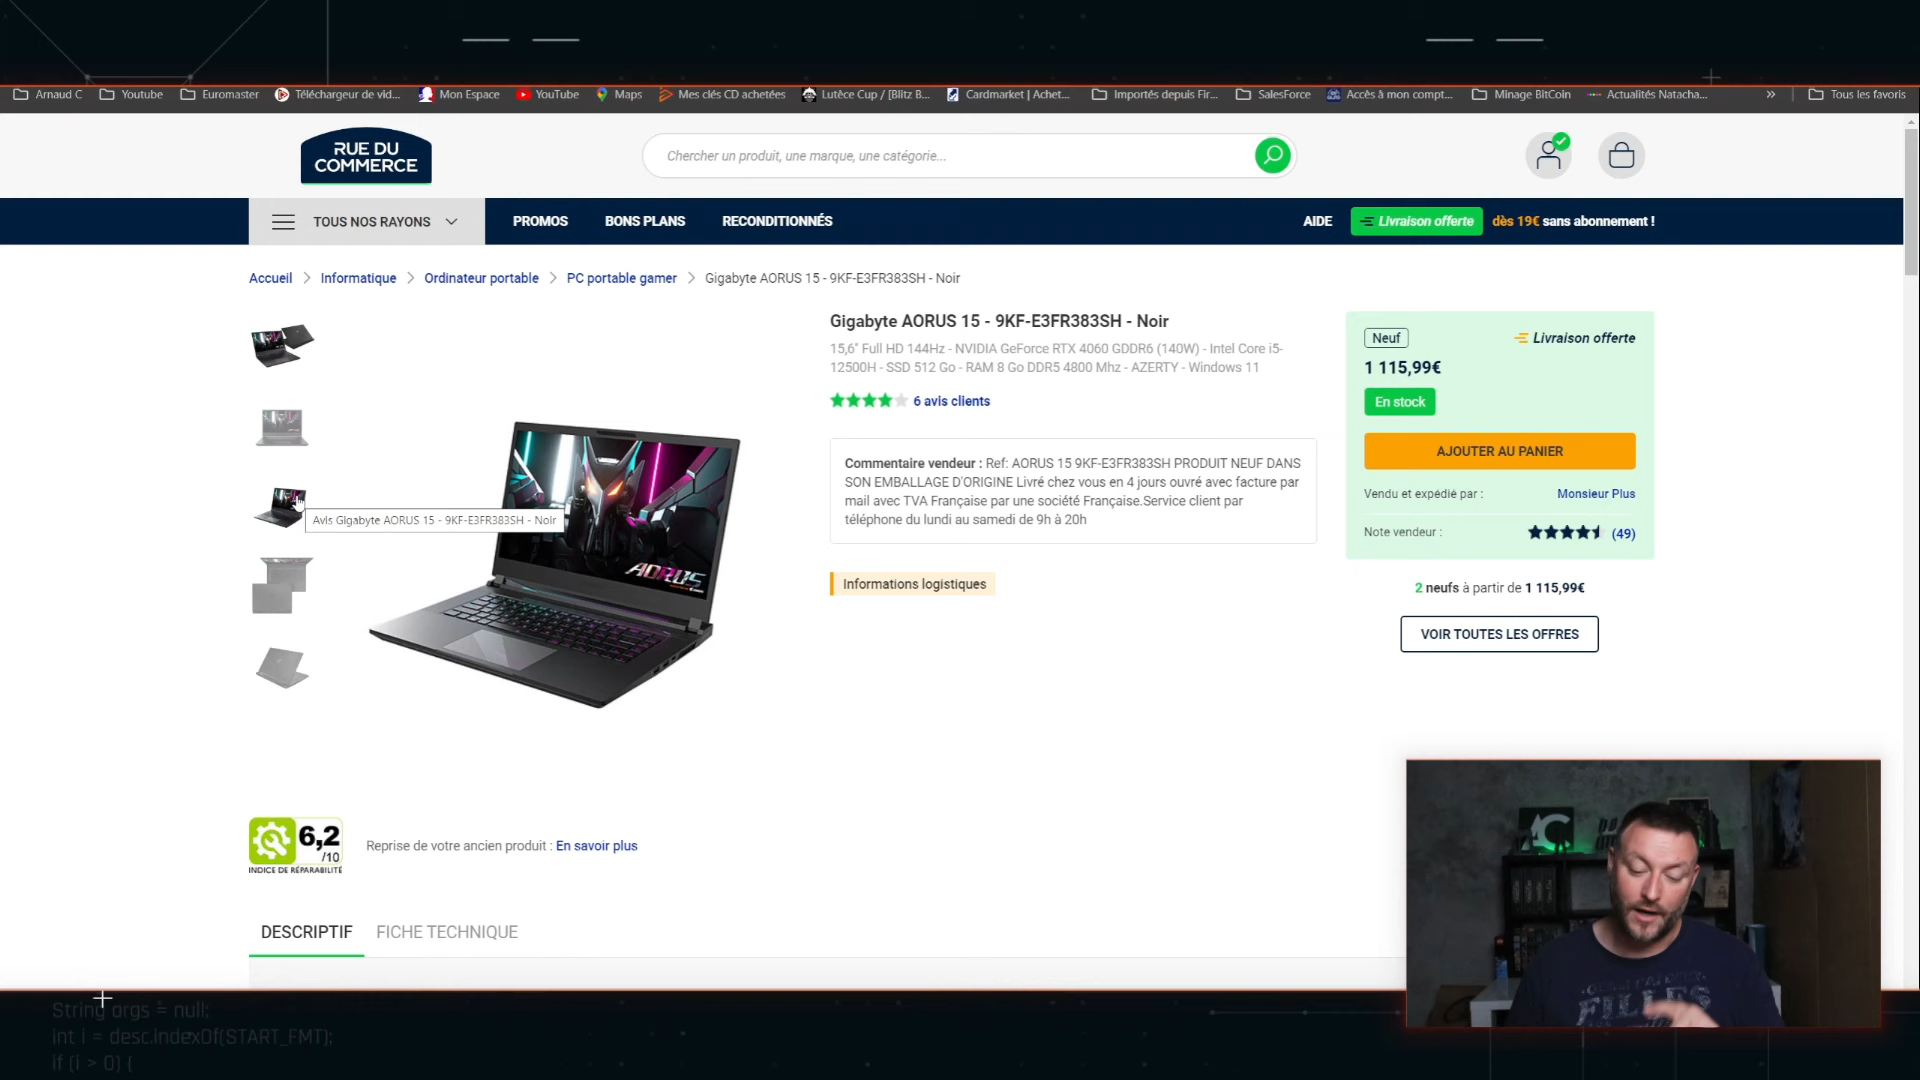 Arnaud C
Youtube
Euromaster
Téléchargeur de vid...
Mon Espace
YouTube
Maps
Mes clés CD achetées
Lutèce Cup / [Blitz B...
Cardmarket | Achet...
Importés depuis Fir...
SalesForce
Accès à mon compt...
Minage BitCoin
Actualités Natacha...
»
Tous les favoris
RUE DU
COMMERCE
Chercher un produit, une marque, une catégorie...
TOUS NOS RAYONS
PROMOS
BONS PLANS
RECONDITIONNÉS
AIDE
Livraison offerte
dès 19€ sans abonnement !
Accueil > Informatique > Ordinateur portable > PC portable gamer > Gigabyte AORUS 15 - 9KF-E3FR383SH - Noir
Gigabyte AORUS 15 - 9KF-E3FR383SH - Noir
15,6" Full HD 144Hz - NVIDIA GeForce RTX 4060 GDDR6 (140W) - Intel Core i5-
12500H - SSD 512 Go - RAM 8 Go DDR5 4800 Mhz - AZERTY - Windows 11
6 avis clients
Commentaire vendeur : Ref: AORUS 15 9KF-E3FR383SH PRODUIT NEUF DANS
SON EMBALLAGE D'ORIGINE Livré chez vous en 4 jours ouvré avec facture par
mail avec TVA Française par une société Française.Service client par
téléphone du lundi au samedi de 9h à 20h
Informations logistiques
Neuf
Livraison offerte
1 115,99€
En stock
AJOUTER AU PANIER
Vendu et expédié par :
Monsieur Plus
Note vendeur :
(49)
2 neufs à partir de 1 115,99€
VOIR TOUTES LES OFFRES
Avis Gigabyte AORUS 15 - 9KF-E3FR383SH - Noir
AORUS
6,2
/10
INDICE DE RÉPARABILITÉ
Reprise de votre ancien produit : En savoir plus
DESCRIPTIF
FICHE TECHNIQUE
FILLES
String args = null;
int i = desc.indexOf(START_FMT);
if (i > 0) {